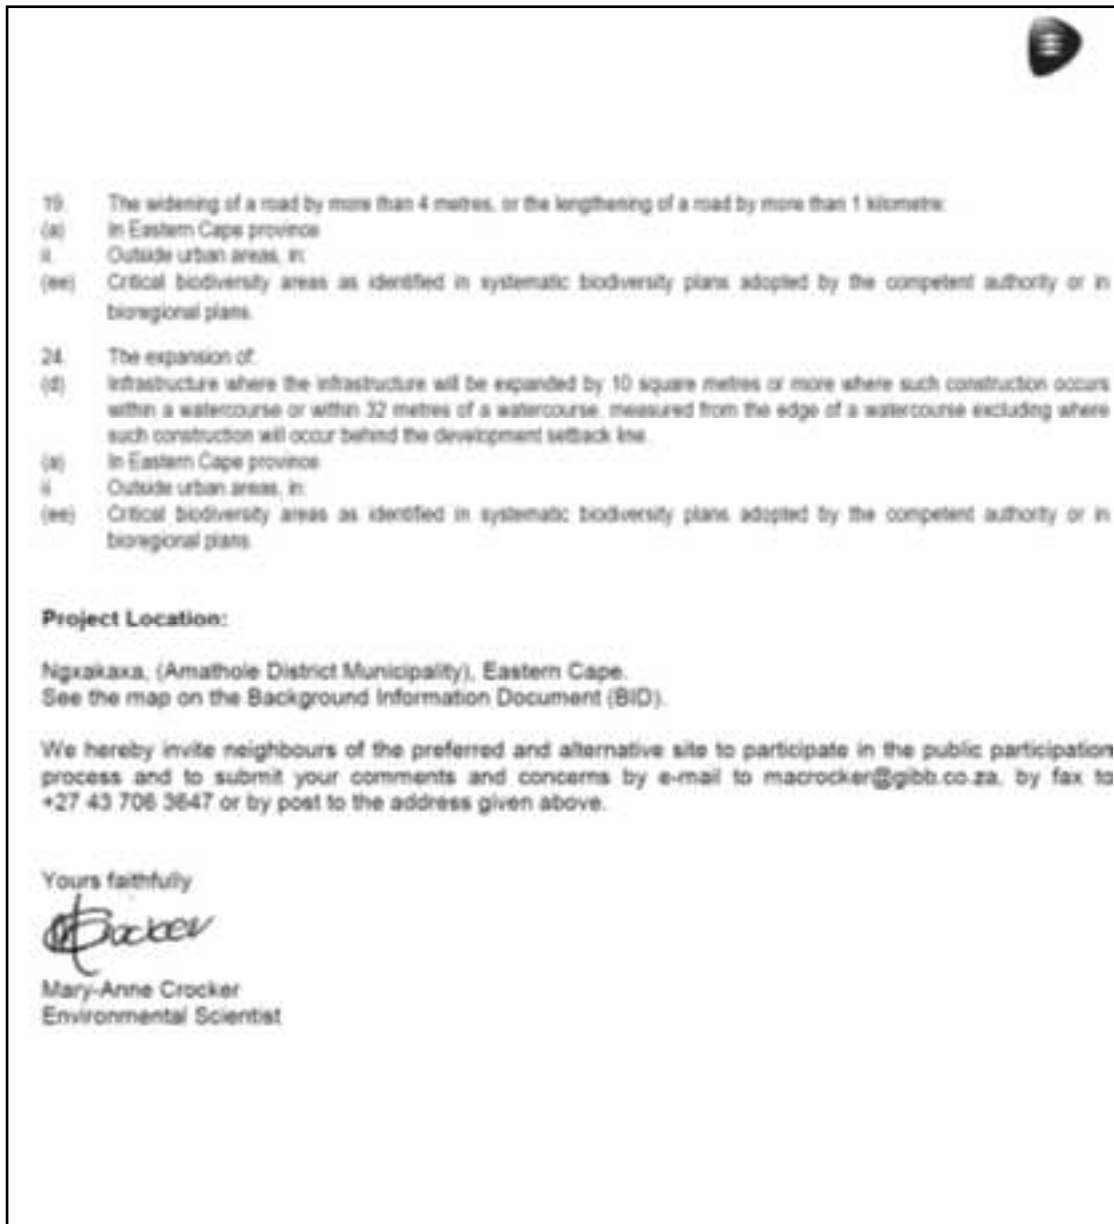 19. The widening of a road by more than 4 metres, or the lengthening of a road by more than 1 kilometre:
(a) In Eastern Cape province
ii. Outside urban areas, in:
(ee) Critical biodiversity areas as identified in systematic biodiversity plans adopted by the competent authority or in
bioregional plans.
24. The expansion of:
(d) Infrastructure where the infrastructure will be expanded by 10 square metres or more where such construction occurs
within a watercourse or within 32 metres of a watercourse, measured from the edge of a watercourse excluding where
such construction will occur behind the development setback line.
(a) In Eastern Cape province
ii. Outside urban areas, in:
(ee) Critical biodiversity areas as identified in systematic biodiversity plans adopted by the competent authority or in
bioregional plans.
Project Location:
Ngxakaxa, (Amathole District Municipality), Eastern Cape.
See the map on the Background Information Document (BID).
We hereby invite neighbours of the preferred and alternative site to participate in the public participation
process and to submit your comments and concerns by e-mail to macrocker@gibb.co.za, by fax to
+27 43 706 3647 or by post to the address given above.
Yours faithfully
MCrocker
Mary-Anne Crocker
Environmental Scientist